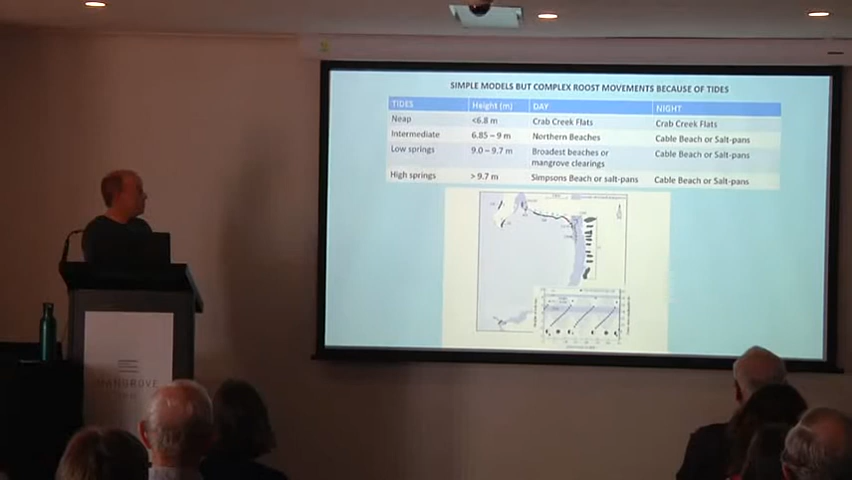 SIMPLE MODELS BUT COMPLEX ROOST MOVEMENTS BECAUSE OF TIDES
TIDES Height (m) DAY NIGHT
Neap <6.8 m Crab Creek Flats Crab Creek Flats
Intermediate 6.85 – 9 m Northern Beaches Cable Beach or Salt-pans
Low springs 9.0 – 9.7 m Broadest beaches or Cable Beach or Salt-pans
mangrove clearings
High springs > 9.7 m Simpsons Beach or salt-pans Cable Beach or Salt-pans
MANGROVE